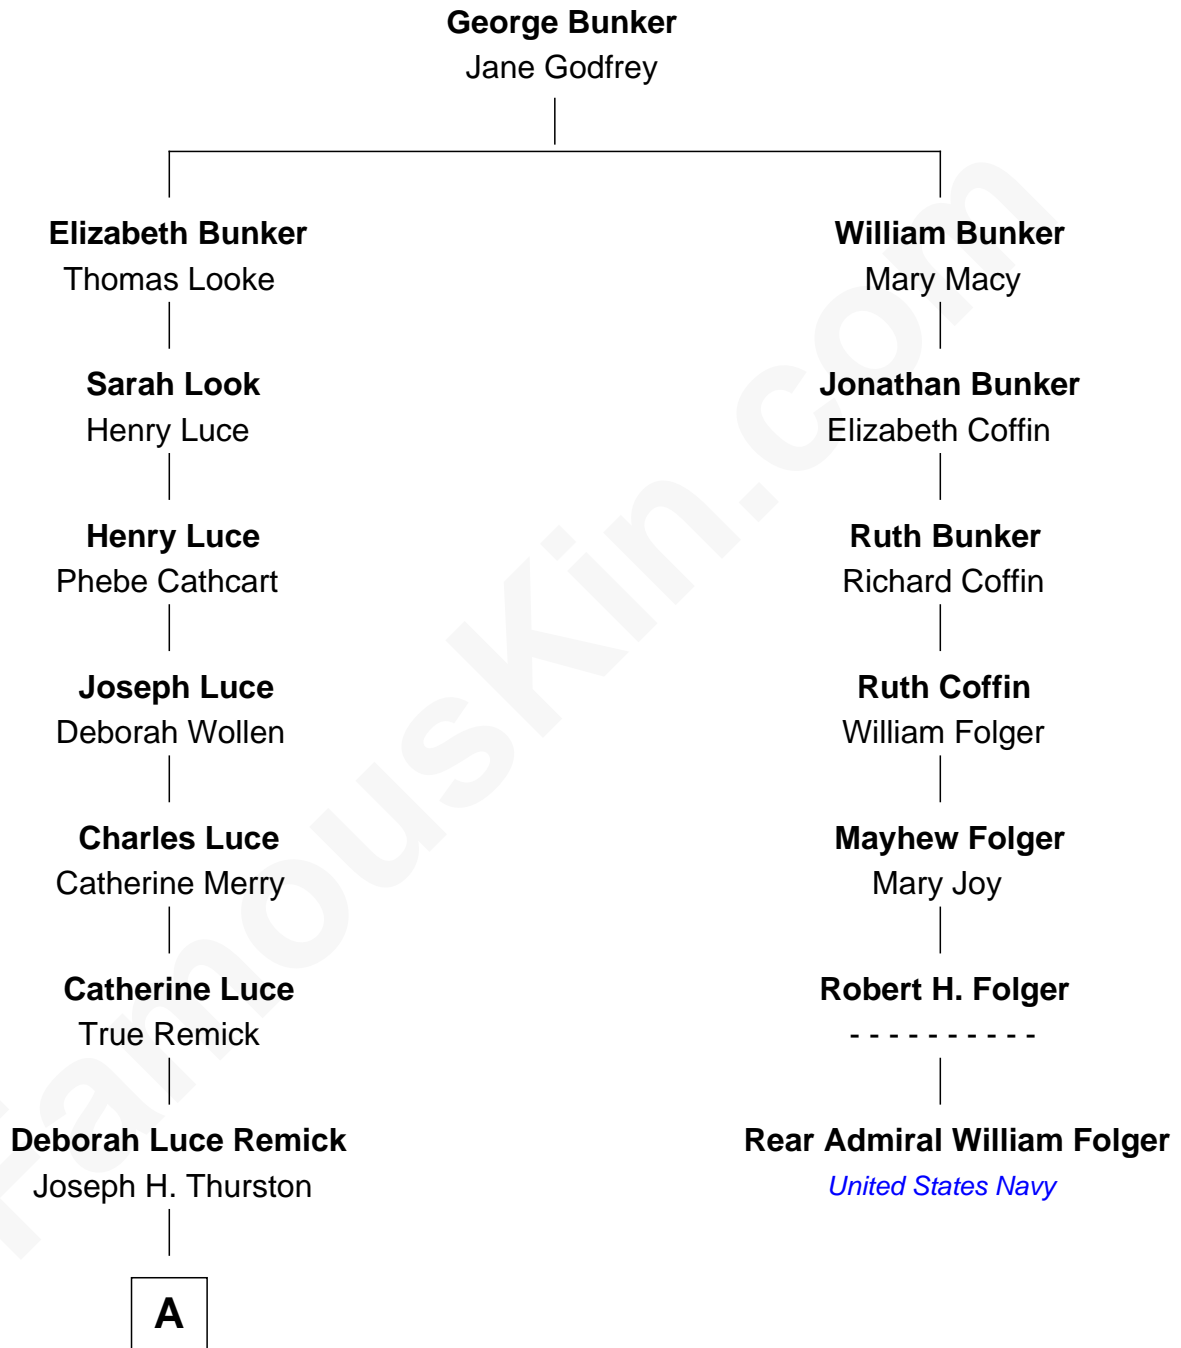 George Bunker
Jane Godfrey
Elizabeth Bunker
Thomas Looke
Sarah Look
Henry Luce
Henry Luce
Phebe Cathcart
Joseph Luce
Deborah Wollen
Charles Luce
Catherine Merry
Catherine Luce
True Remick
Deborah Luce Remick
Joseph H. Thurston
A
William Bunker
Mary Macy
Jonathan Bunker
Elizabeth Coffin
Ruth Bunker
Richard Coffin
Ruth Coffin
William Folger
Mayhew Folger
Mary Joy
Robert H. Folger
- - - - - - - - - -
Rear Admiral William Folger
United States Navy
FamousKin.com